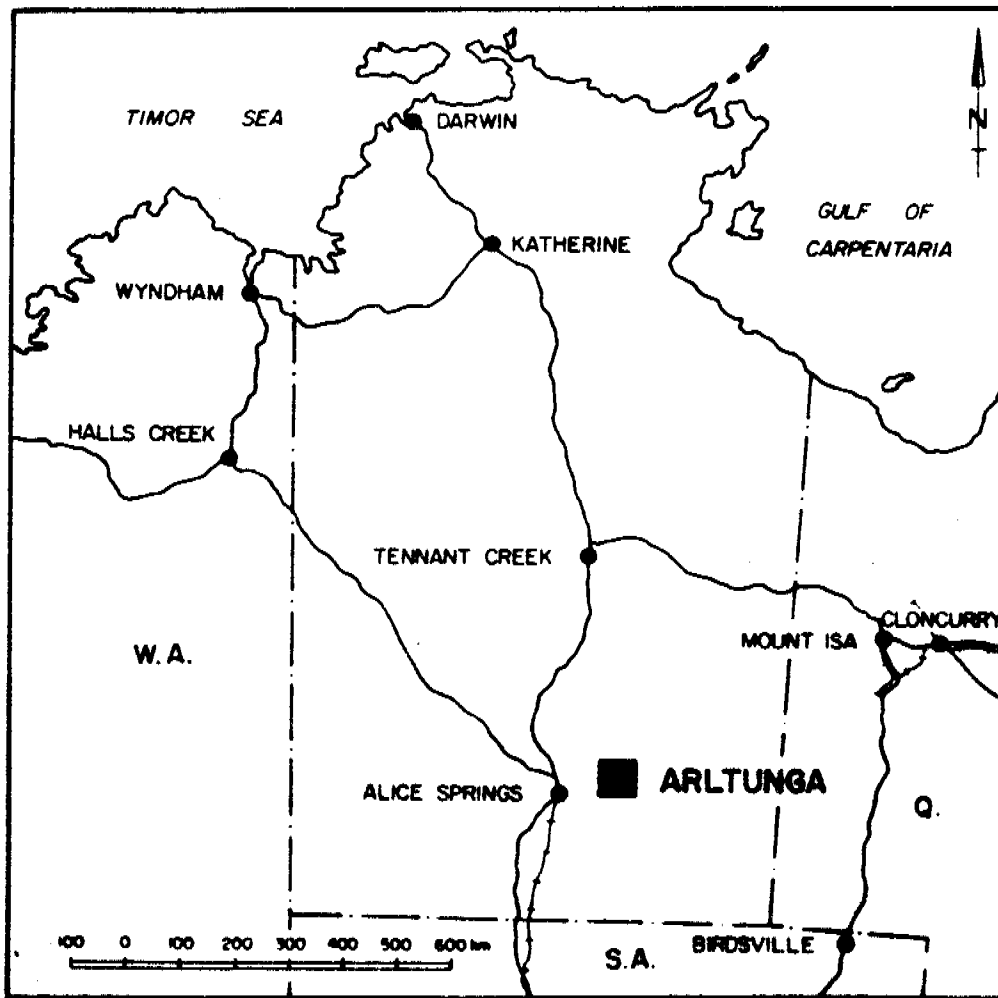 TIMOR SEA
DARWIN
N
GULF OF
CARPENTARIA
KATHERINE
WYNDHAM
HALLS CREEK
TENNANT CREEK
CLONCURRY
MOUNT ISA
W.A.
ARLTUNGA
ALICE SPRINGS
Q.
100 0 100 200 300 400 500 600 km
BIRDSVILLE
S.A.